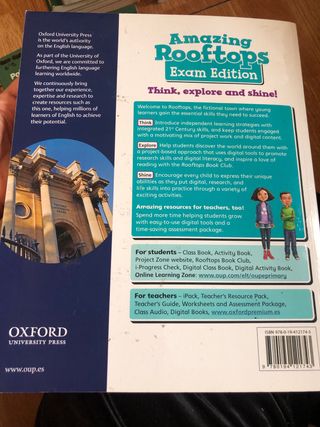 Oxford University Press
is the world's authority
on the English language.
As part of the University of
Oxford, we are committed to
furthering English language
learning worldwide.
We continuously bring
together our experience,
expertise and research to
create resources such as
this one, helping millions
of learners of English to achieve
their potential.
OXFORD
UNIVERSITY PRESS
www.oup.es
Amazing
Rooftops
Exam Edition
Think, explore and shine!
Welcome to Rooftops, the fictional town where young
learners gain the essential skills they need to succeed.
Think Introduce independent learning strategies with
integrated 21st Century skills, and keep students engaged
with a motivating mix of project work and digital content.
Explore Help students discover the world around them with
a project-based approach that uses digital tools to promote
research skills and digital literacy, and inspire a love of
reading with the Rooftops Book Club.
Shine Encourage every child to express their unique
abilities as they put digital, research, and
life skills into practice through a variety of
exciting activities.
Amazing resources for teachers, too!
Spend more time helping students grow
with easy-to-use digital tools and a
time-saving assessment package.
For students – Class Book, Activity Book,
Project Zone website, Rooftops Book Club,
i-Progress Check, Digital Class Book, Digital Activity Book,
Online Learning Zone: www.oup.com/elt/oupeprimary
For teachers – iPack, Teacher's Resource Pack,
Teacher's Guide, Worksheets and Assessment Package,
Class Audio, Digital Books, www.oxfordpremium.es
ISBN 978-0-19-412174-3
9 780194 121743